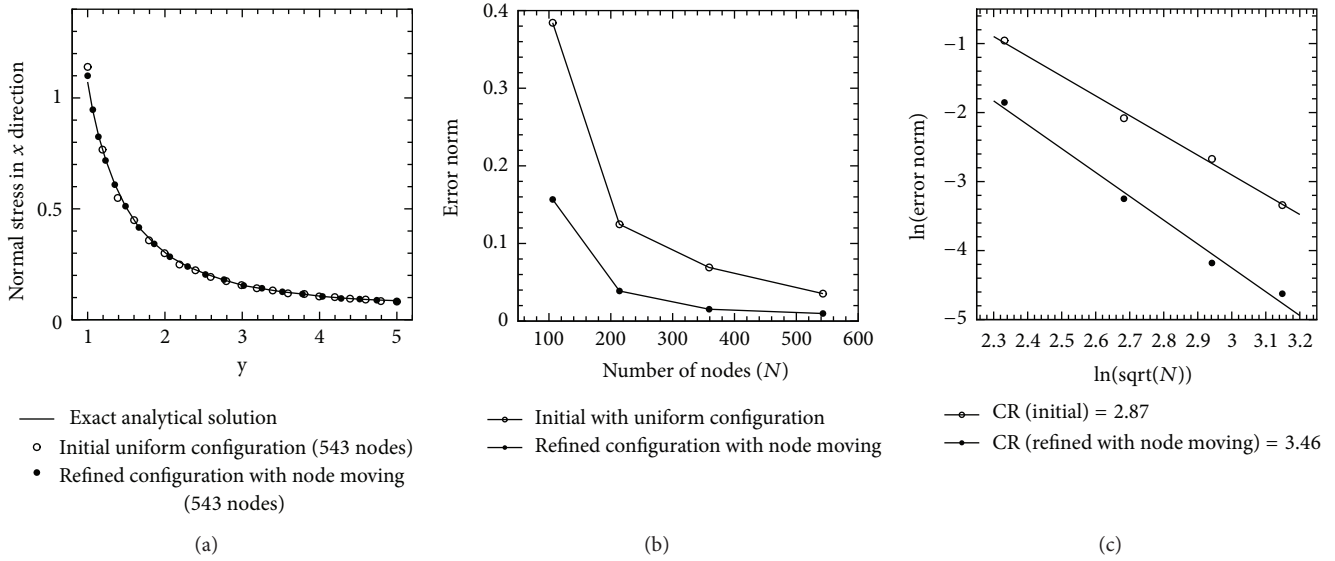 Normal stress in x direction
1
0.5
0
1 2 3 4 5
y
Exact analytical solution
Initial uniform configuration (543 nodes)
Refined configuration with node moving
(543 nodes)
(a)
Error norm
0.4
0.3
0.2
0.1
0
100 200 300 400 500 600
Number of nodes (N)
Initial with uniform configuration
Refined configuration with node moving
(b)
ln(error norm)
−1
−2
−3
−4
−5
2.3 2.4 2.5 2.6 2.7 2.8 2.9 3 3.1 3.2
ln(sqrt(N))
CR (initial) = 2.87
CR (refined with node moving) = 3.46
(c)